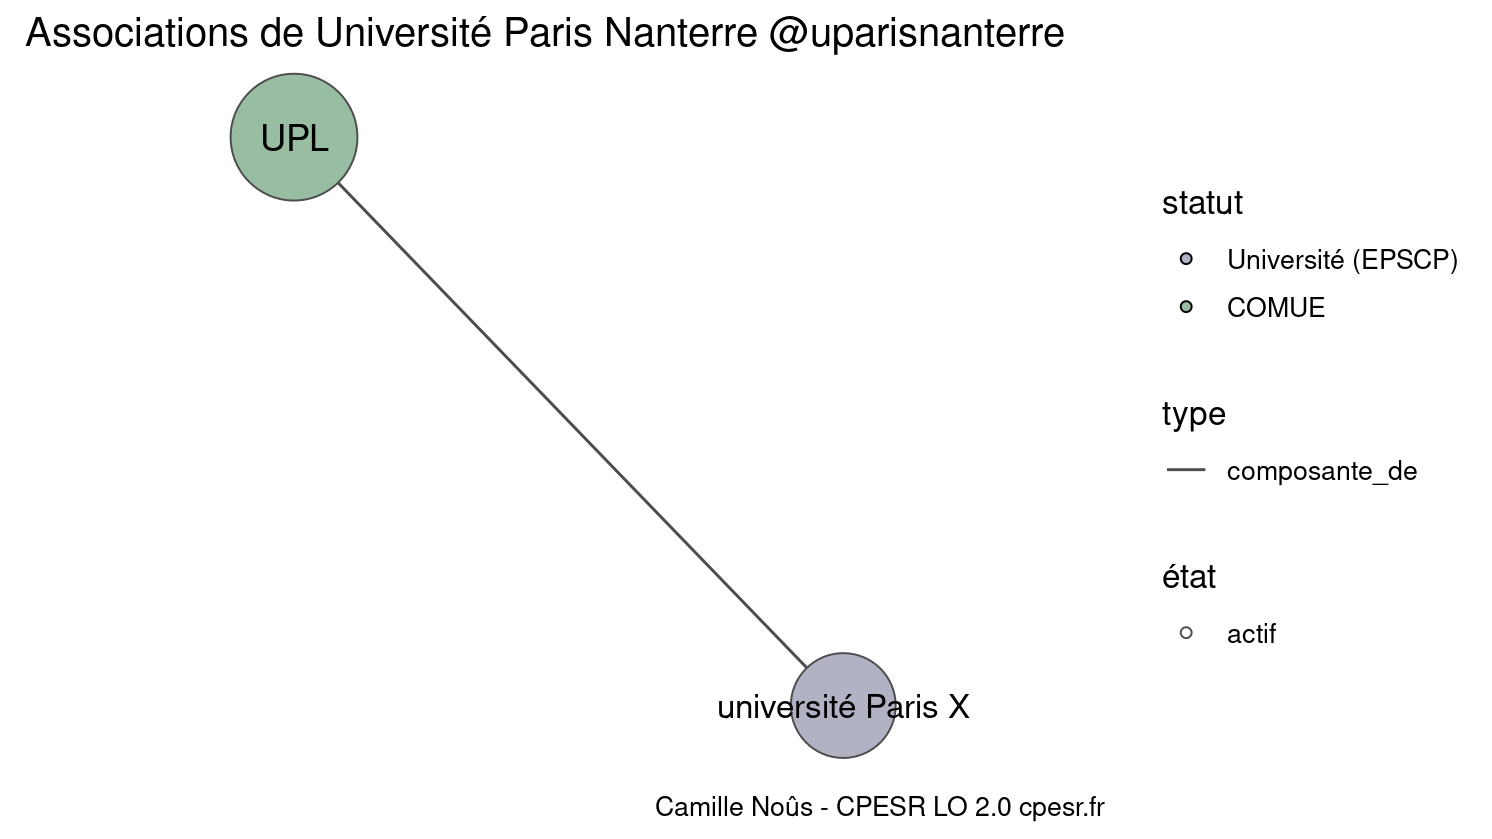 Associations de Université Paris Nanterre @uparisnanterre
UPL
université Paris X
statut
Université (EPSCP)
COMUE
type
composante_de
état
actif
Camille Noûs - CPESR LO 2.0 cpesr.fr